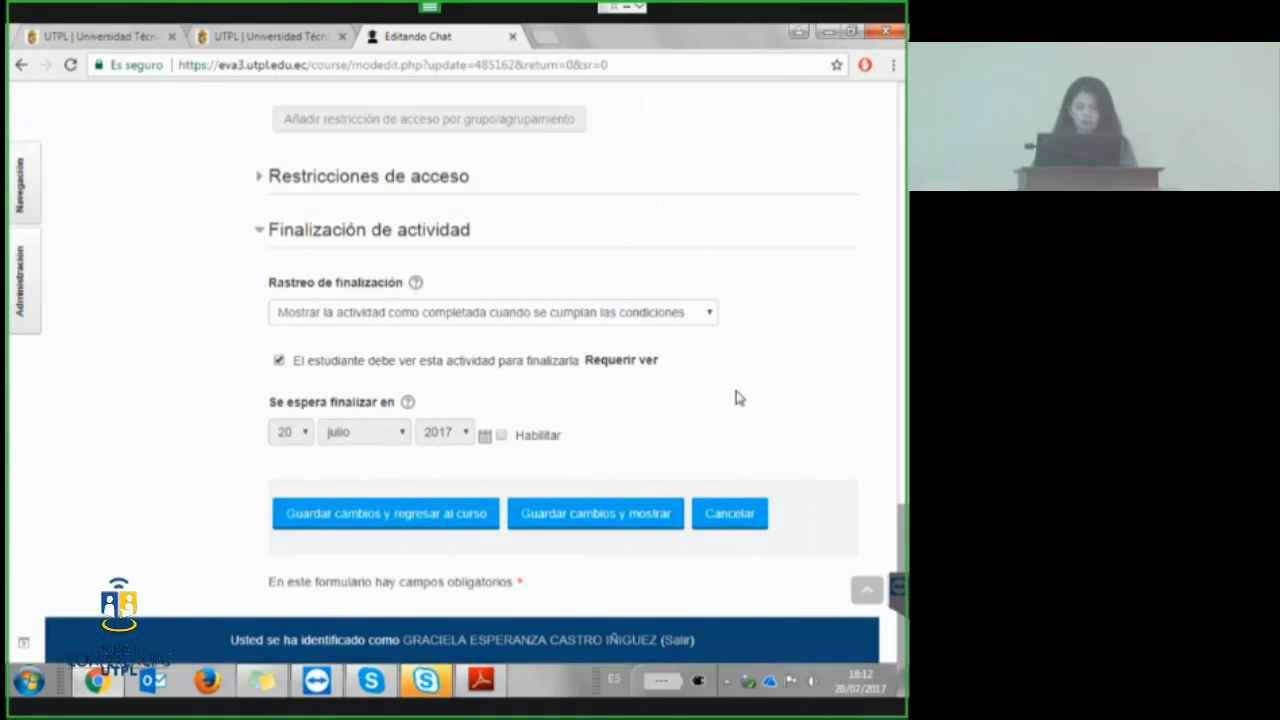 UTPL | Universidad Técni
UTPL | Universidad Técni
Editando Chat
Es seguro
https://eva3.utpl.edu.ec/course/modedit.php?update=485162&return=0&sr=0
Añadir restricción de acceso por grupo/agrupamiento
Navegación
Restricciones de acceso
Finalización de actividad
Administración
Rastreo de finalización
Mostrar la actividad como completada cuando se cumplan las condiciones
El estudiante debe ver esta actividad para finalizarla Requerir ver
Se espera finalizar en
20 julio 2017 Habilitar
Guardar cambios y regresar al curso Guardar cambios y mostrar Cancelar
En este formulario hay campos obligatorios *.
Usted se ha identificado como GRACIELA ESPERANZA CASTRO IÑIGUEZ (Salir)
UTPL
ES
18:12
20/07/2017